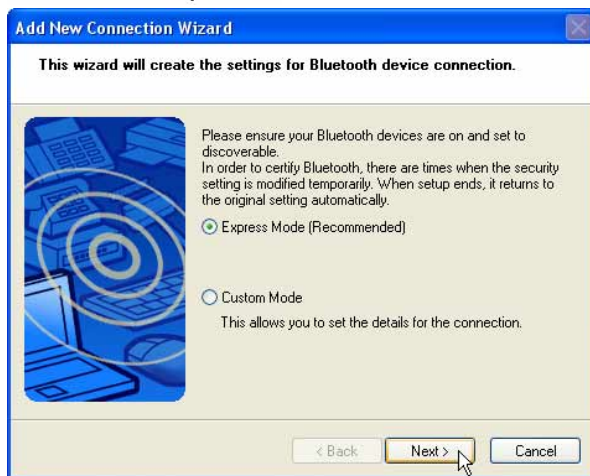 Add New Connection Wizard
This wizard will create the settings for Bluetooth device connection.
Please ensure your Bluetooth devices are on and set to
discoverable.
In order to certify Bluetooth, there are times when the security
setting is modified temporarily. When setup ends, it returns to
the original setting automatically.
Express Mode (Recommended)
Custom Mode
This allows you to set the details for the connection.
< Back Next > Cancel